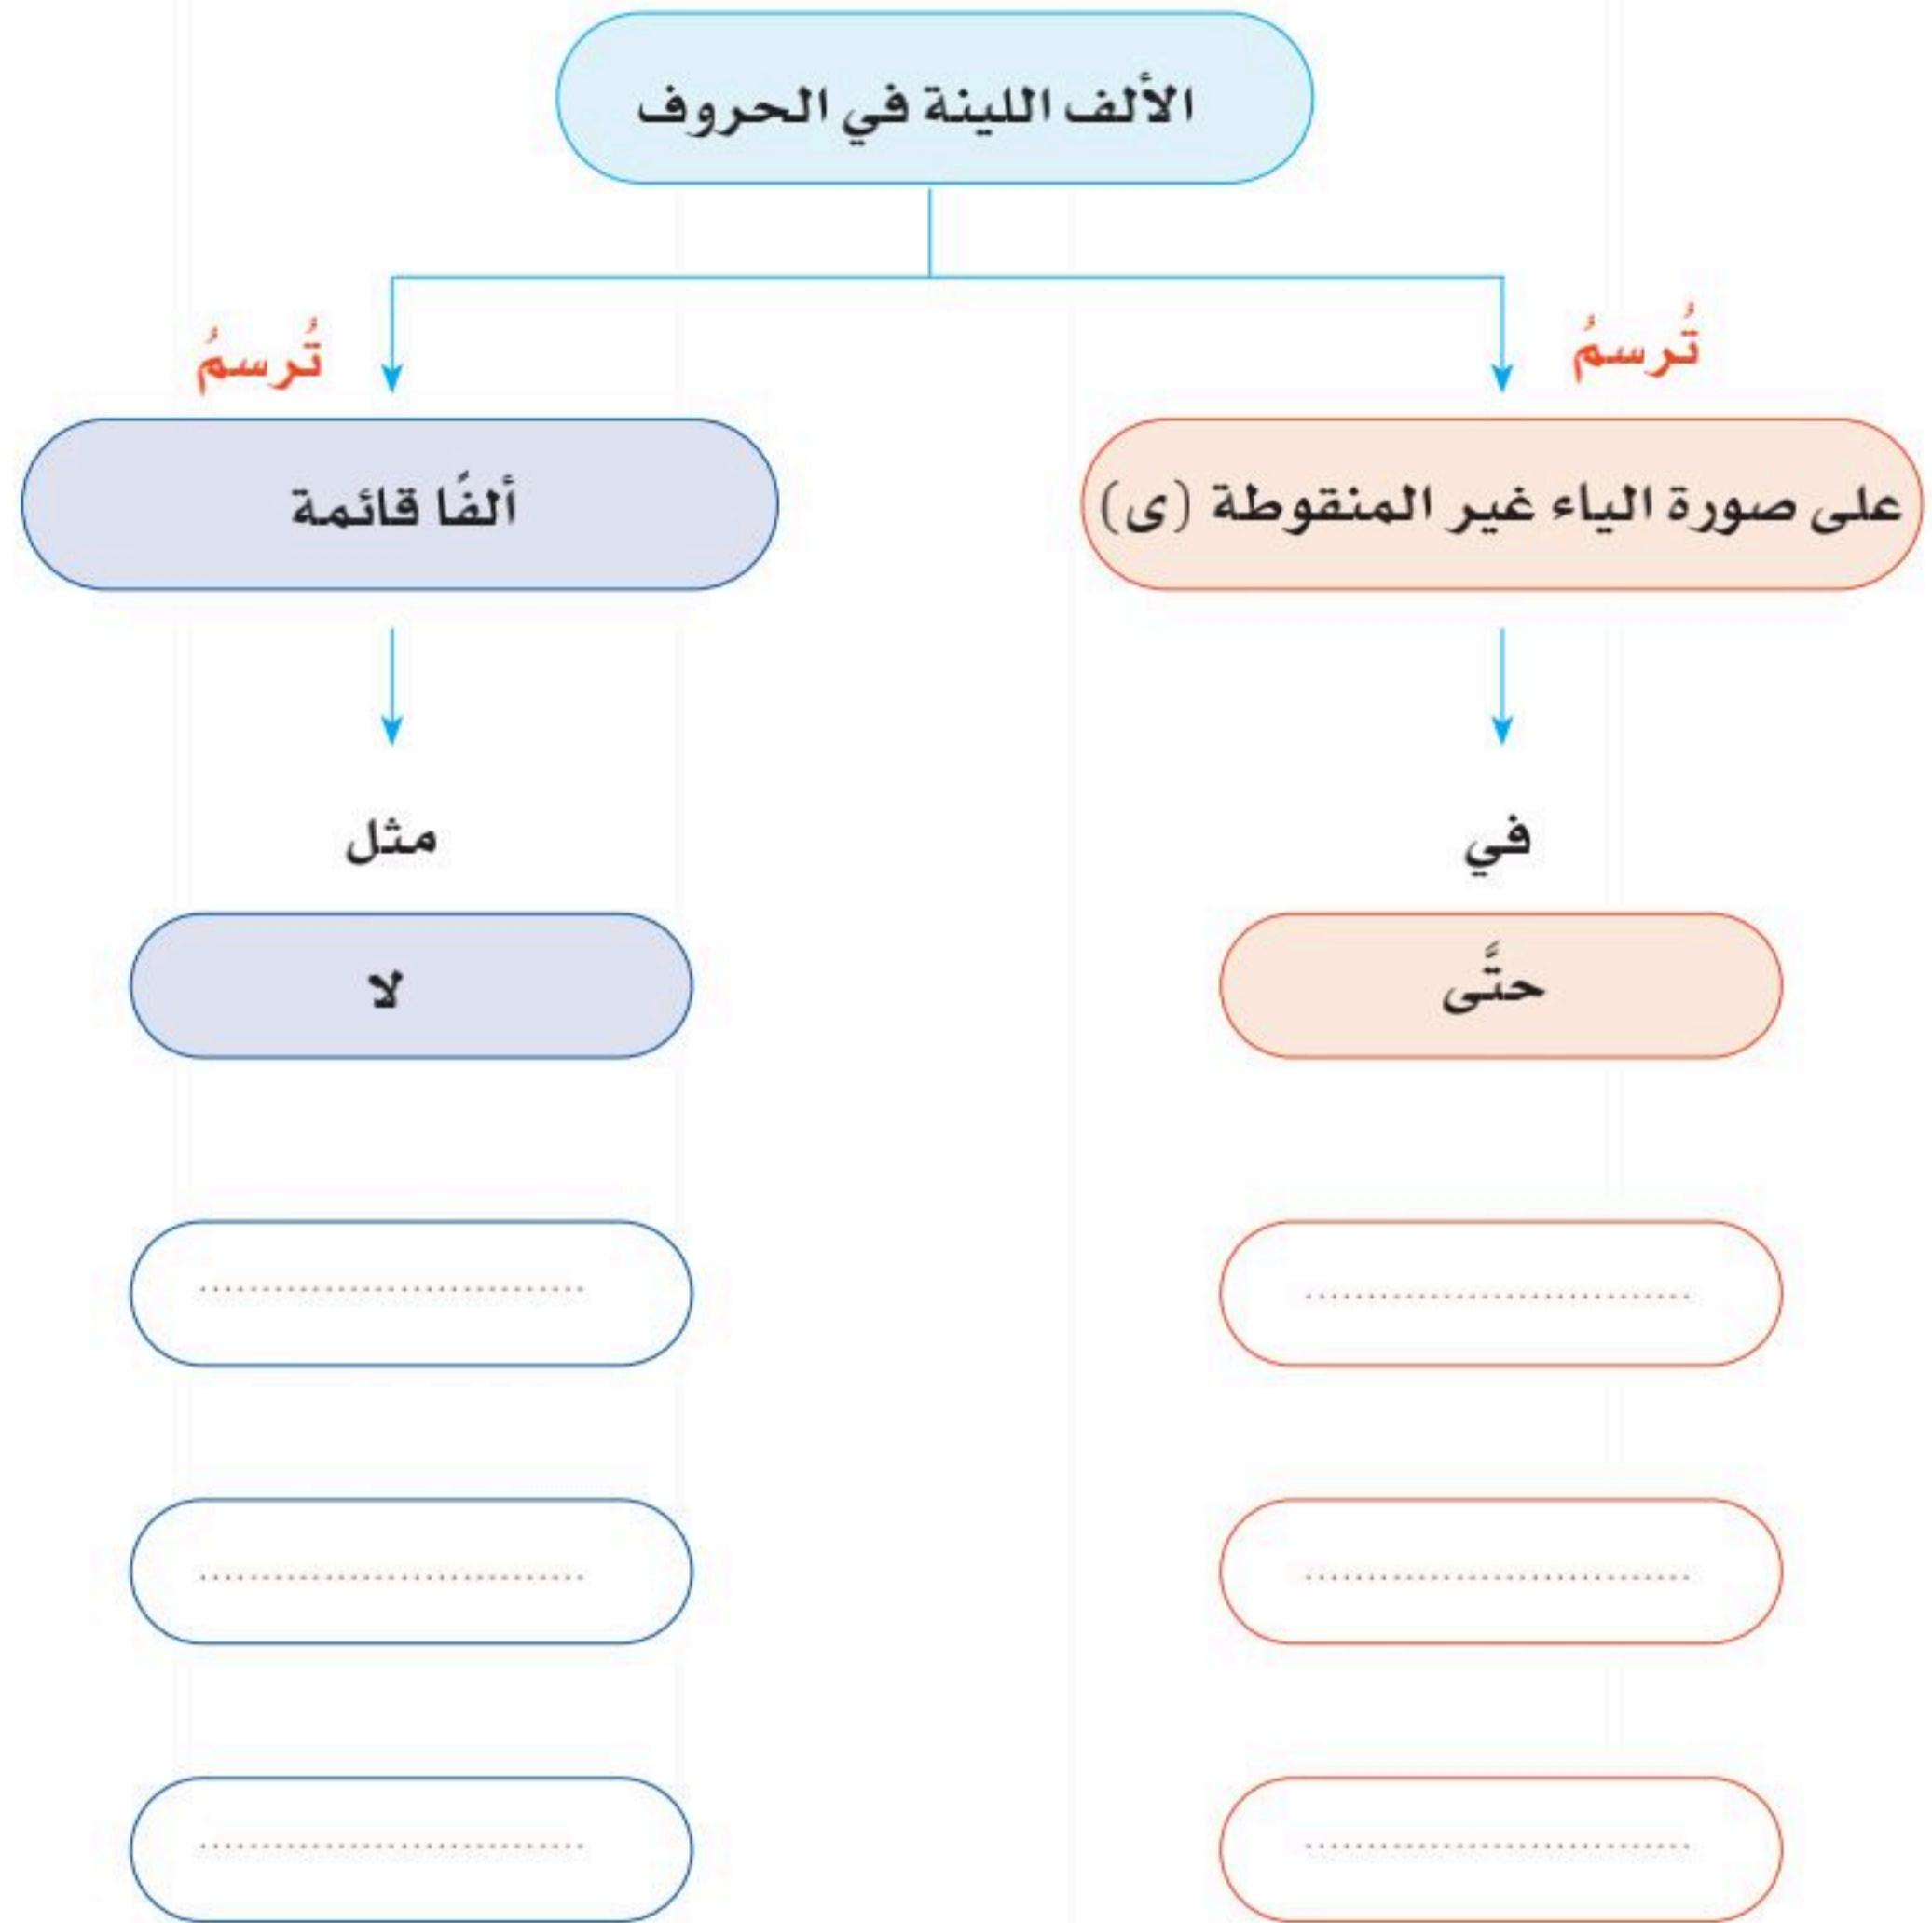 الألف اللينة في الحروف
تُرسمُ
تُرسمُ
على صورة الياء غير المنقوطة (ى)
ألفًا قائمة
في
مثل
حتَّى
لا
..............................
..............................
..............................
..............................
..............................
..............................